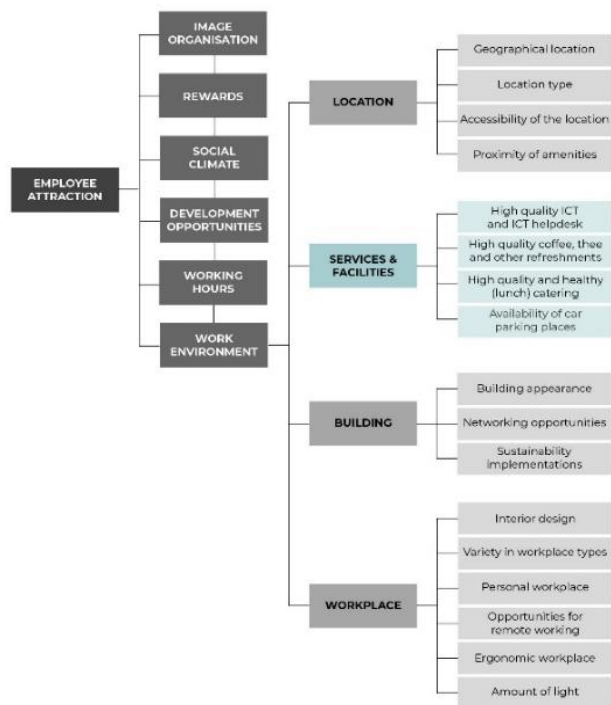 EMPLOYEE
ATTRACTION
IMAGE
ORGANISATION
REWARDS
SOCIAL
CLIMATE
DEVELOPMENT
OPPORTUNITIES
WORKING
HOURS
WORK
ENVIRONMENT
LOCATION
Geographical location
Location type
Accessibility of the location
Proximity of amenities
SERVICES &
FACILITIES
High quality ICT
and ICT helpdesk
High quality coffee, thee
and other refreshments
High quality and healthy
(lunch) catering
Availability of car
parking places
BUILDING
Building appearance
Networking opportunities
Sustainability
implementations
WORKPLACE
Interior design
Variety in workplace types
Personal workplace
Opportunities for
remote working
Ergonomic workplace
Amount of light